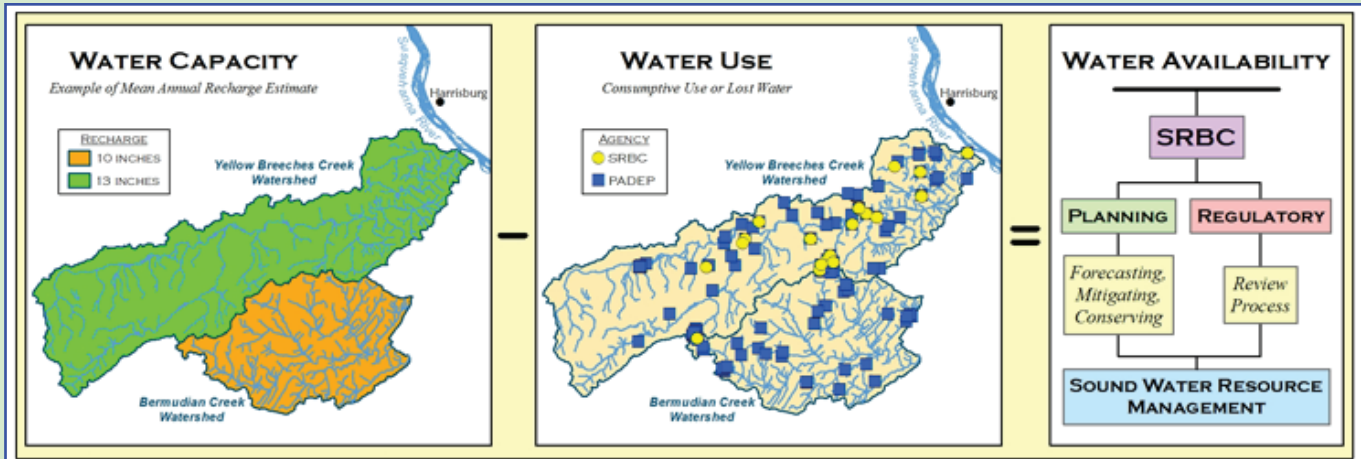 WATER CAPACITY
Example of Mean Annual Recharge Estimate
Susquehanna River
Harrisburg
RECHARGE
10 INCHES
13 INCHES
Yellow Breeches Creek
Watershed
Bermudian Creek
Watershed
–
WATER USE
Consumptive Use or Lost Water
Susquehanna River
Harrisburg
AGENCY
SRBC
PADEP
Yellow Breeches Creek
Watershed
Bermudian Creek
Watershed
=
WATER AVAILABILITY
SRBC
PLANNING
REGULATORY
Forecasting,
Mitigating,
Conserving
Review
Process
SOUND WATER RESOURCE
MANAGEMENT